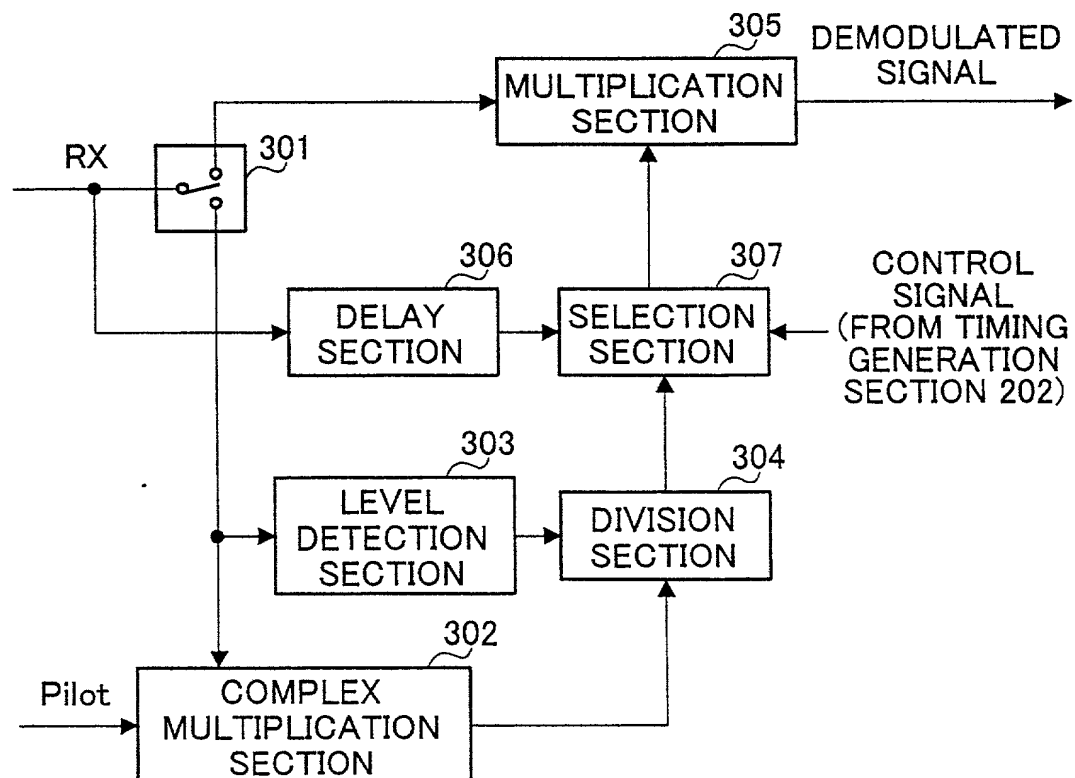 305
DEMODULATED
SIGNAL
MULTIPLICATION
SECTION
301
RX
306
DELAY
SECTION
307
SELECTION
SECTION
CONTROL
SIGNAL
(FROM TIMING
GENERATION
SECTION 202)
303
LEVEL
DETECTION
SECTION
304
DIVISION
SECTION
302
Pilot
COMPLEX
MULTIPLICATION
SECTION